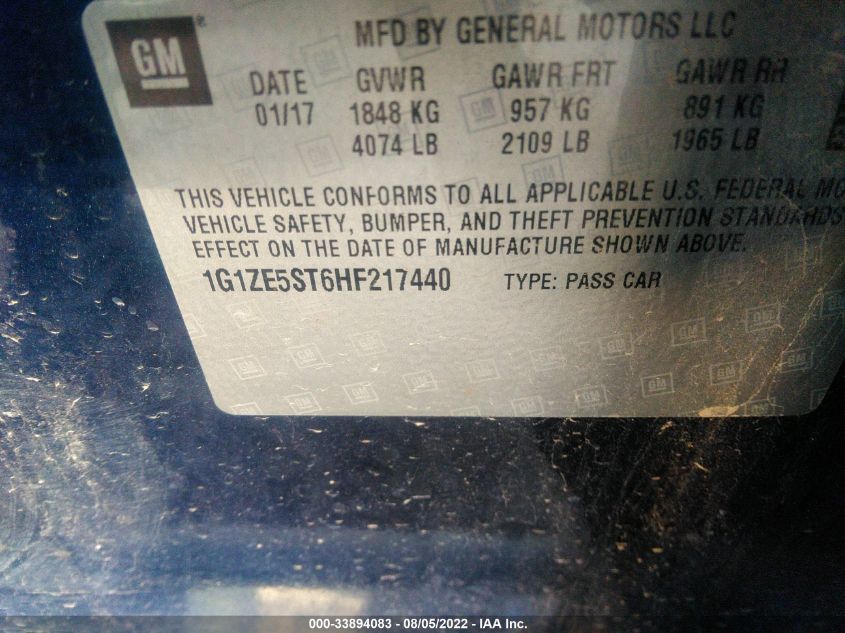 GM
MFD BY GENERAL MOTORS LLC
DATE GVWR GAWR FRT GAWR RR
01/17 1848 KG 957 KG 891 KG
4074 LB 2109 LB 1965 LB
THIS VEHICLE CONFORMS TO ALL APPLICABLE U.S. FEDERAL MO
VEHICLE SAFETY, BUMPER, AND THEFT PREVENTION STANDARDS
EFFECT ON THE DATE OF MANUFACTURE SHOWN ABOVE.
1G1ZE5ST6HF217440 TYPE: PASS CAR
000-33894083 - 08/05/2022 - IAA Inc.